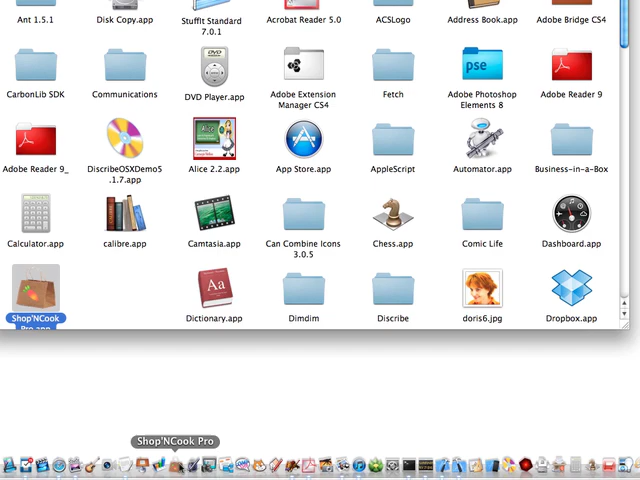 Ant 1.5.1
Disk Copy.app
StuffIt Standard
7.0.1
Acrobat Reader 5.0
ACSLogo
Address Book.app
Adobe Bridge CS4
CarbonLib SDK
Communications
DVD
DVD Player.app
Adobe Extension
Manager CS4
Fetch
pse
Adobe Photoshop
Elements 8
Adobe Reader 9
Adobe Reader 9_
DiscribeOSXDemo5
.1.7.app
Alice
Alice 2.2.app
App Store.app
AppleScript
Automator.app
Business-in-a-Box
Calculator.app
calibre.app
Camtasia.app
Can Combine Icons
3.0.5
Chess.app
Comic Life
Dashboard.app
Shop'NCook
Pro.app
Aa
Dictionary.app
Dimdim
Discribe
doris6.jpg
Dropbox.app
Shop'NCook Pro